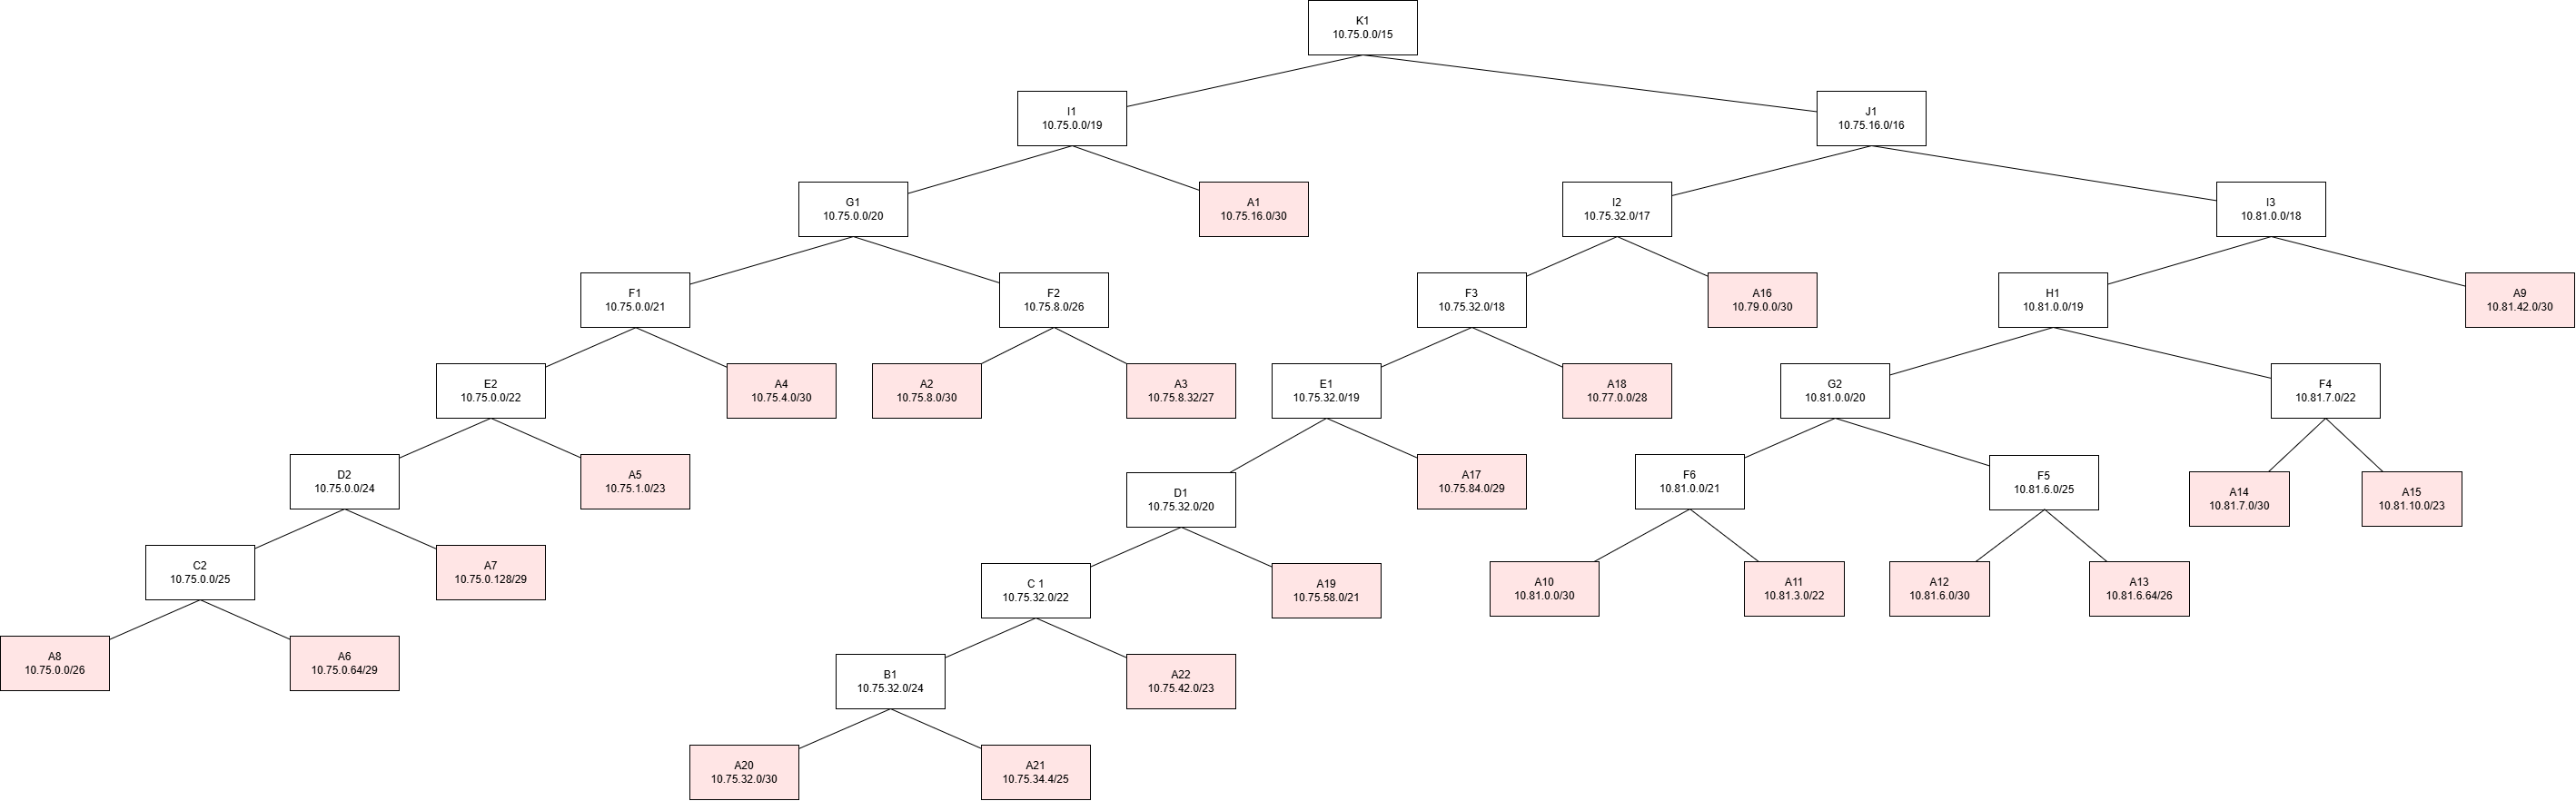 K1
10.75.0.0/15
I1
10.75.0.0/19
J1
10.75.16.0/16
G1
10.75.0.0/20
A1
10.75.16.0/30
I2
10.75.32.0/17
I3
10.81.0.0/18
F1
10.75.0.0/21
F2
10.75.8.0/26
F3
10.75.32.0/18
A16
10.79.0.0/30
H1
10.81.0.0/19
A9
10.81.42.0/30
E2
10.75.0.0/22
A4
10.75.4.0/30
A2
10.75.8.0/30
A3
10.75.8.32/27
E1
10.75.32.0/19
A18
10.77.0.0/28
G2
10.81.0.0/20
F4
10.81.7.0/22
D2
10.75.0.0/24
A5
10.75.1.0/23
D1
10.75.32.0/20
A17
10.75.84.0/29
F6
10.81.0.0/21
F5
10.81.6.0/25
A14
10.81.7.0/30
A15
10.81.10.0/23
C2
10.75.0.0/25
A7
10.75.0.128/29
C 1
10.75.32.0/22
A19
10.75.58.0/21
A10
10.81.0.0/30
A11
10.81.3.0/22
A12
10.81.6.0/30
A13
10.81.6.64/26
A8
10.75.0.0/26
A6
10.75.0.64/29
B1
10.75.32.0/24
A22
10.75.42.0/23
A20
10.75.32.0/30
A21
10.75.34.4/25